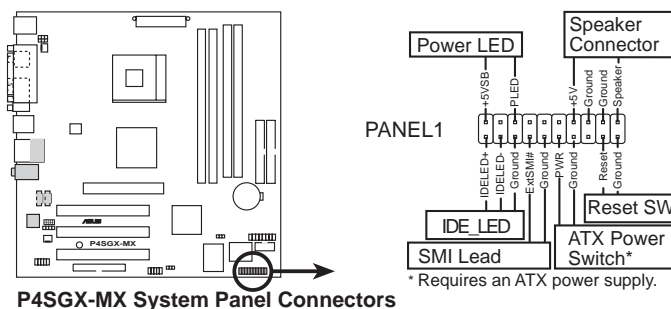 Power LED
Speaker
Connector
+5VSB
PLED
+5V
Ground
Ground
Speaker
PANEL1
IDELED+
IDELED-
Ground
ExtSMI#
Ground
PWR
Ground
Reset
Ground
Reset SW
IDE_LED
SMI Lead
ATX Power
Switch*
* Requires an ATX power supply.
ASUS
P4SGX-MX
P4SGX-MX System Panel Connectors